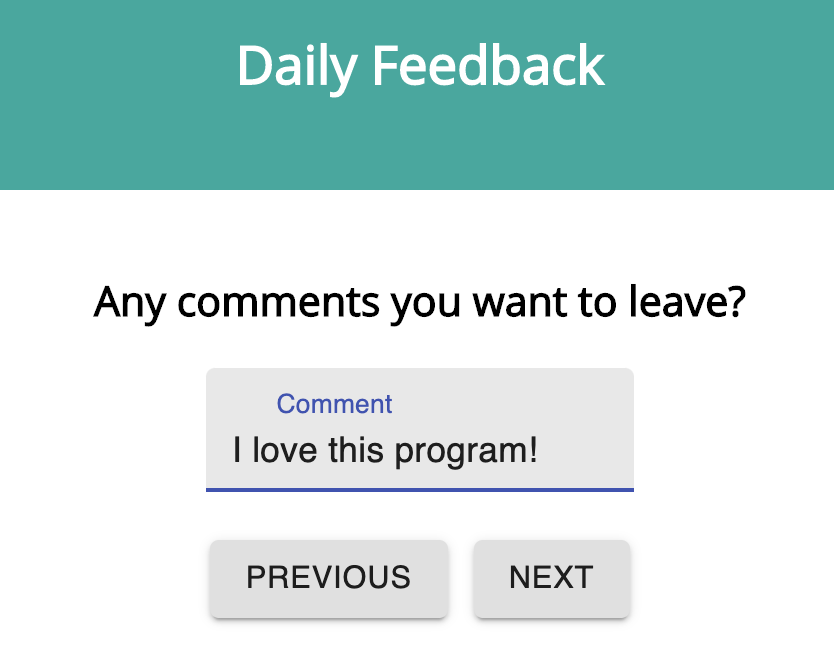 Daily Feedback
Any comments you want to leave?
Comment
I love this program!
PREVIOUS NEXT